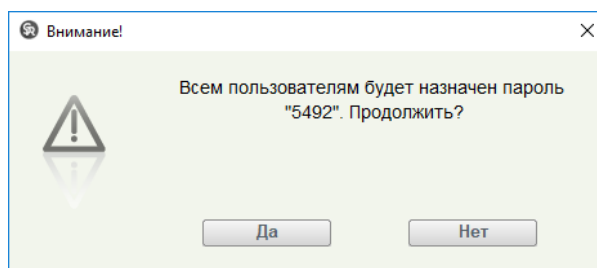 Внимание!
Всем пользователям будет назначен пароль
"5492". Продолжить?
Да
Нет